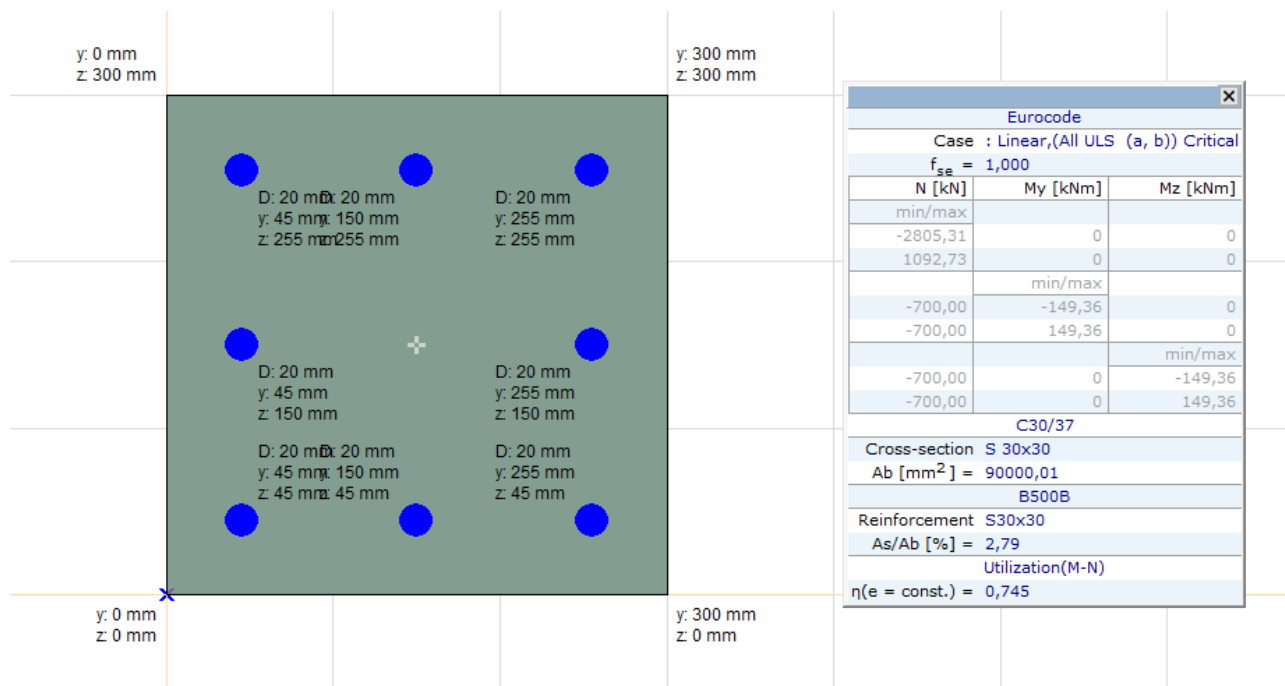 y: 0 mm
z: 300 mm
y: 300 mm
z: 300 mm
D: 20 mm
y: 45 mm
z: 255 mm
D: 20 mm
y: 150 mm
z: 255 mm
D: 20 mm
y: 255 mm
z: 255 mm
D: 20 mm
y: 45 mm
z: 150 mm
D: 20 mm
y: 255 mm
z: 150 mm
D: 20 mm
y: 45 mm
z: 45 mm
D: 20 mm
y: 150 mm
z: 45 mm
D: 20 mm
y: 255 mm
z: 45 mm
y: 0 mm
z: 0 mm
y: 300 mm
z: 0 mm
Eurocode
Case : Linear,(All ULS (a, b)) Critical
fse = 1,000
N [kN] My [kNm] Mz [kNm]
min/max
-2805,31 0 0
1092,73 0 0
min/max
-700,00 -149,36 0
-700,00 149,36 0
min/max
-700,00 0 -149,36
-700,00 0 149,36
C30/37
Cross-section S 30x30
Ab [mm²] = 90000,01
B500B
Reinforcement S30x30
As/Ab [%] = 2,79
Utilization(M-N)
η(e = const.) = 0,745